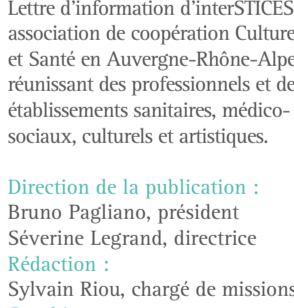 Lettre d'information d'interSTICES
association de coopération Culture
et Santé en Auvergne-Rhône-Alpe
réunissant des professionnels et de
établissements sanitaires, médico-
sociaux, culturels et artistiques.
Direction de la publication :
Bruno Pagliano, président
Séverine Legrand, directrice
Rédaction :
Sylvain Riou, chargé de missions